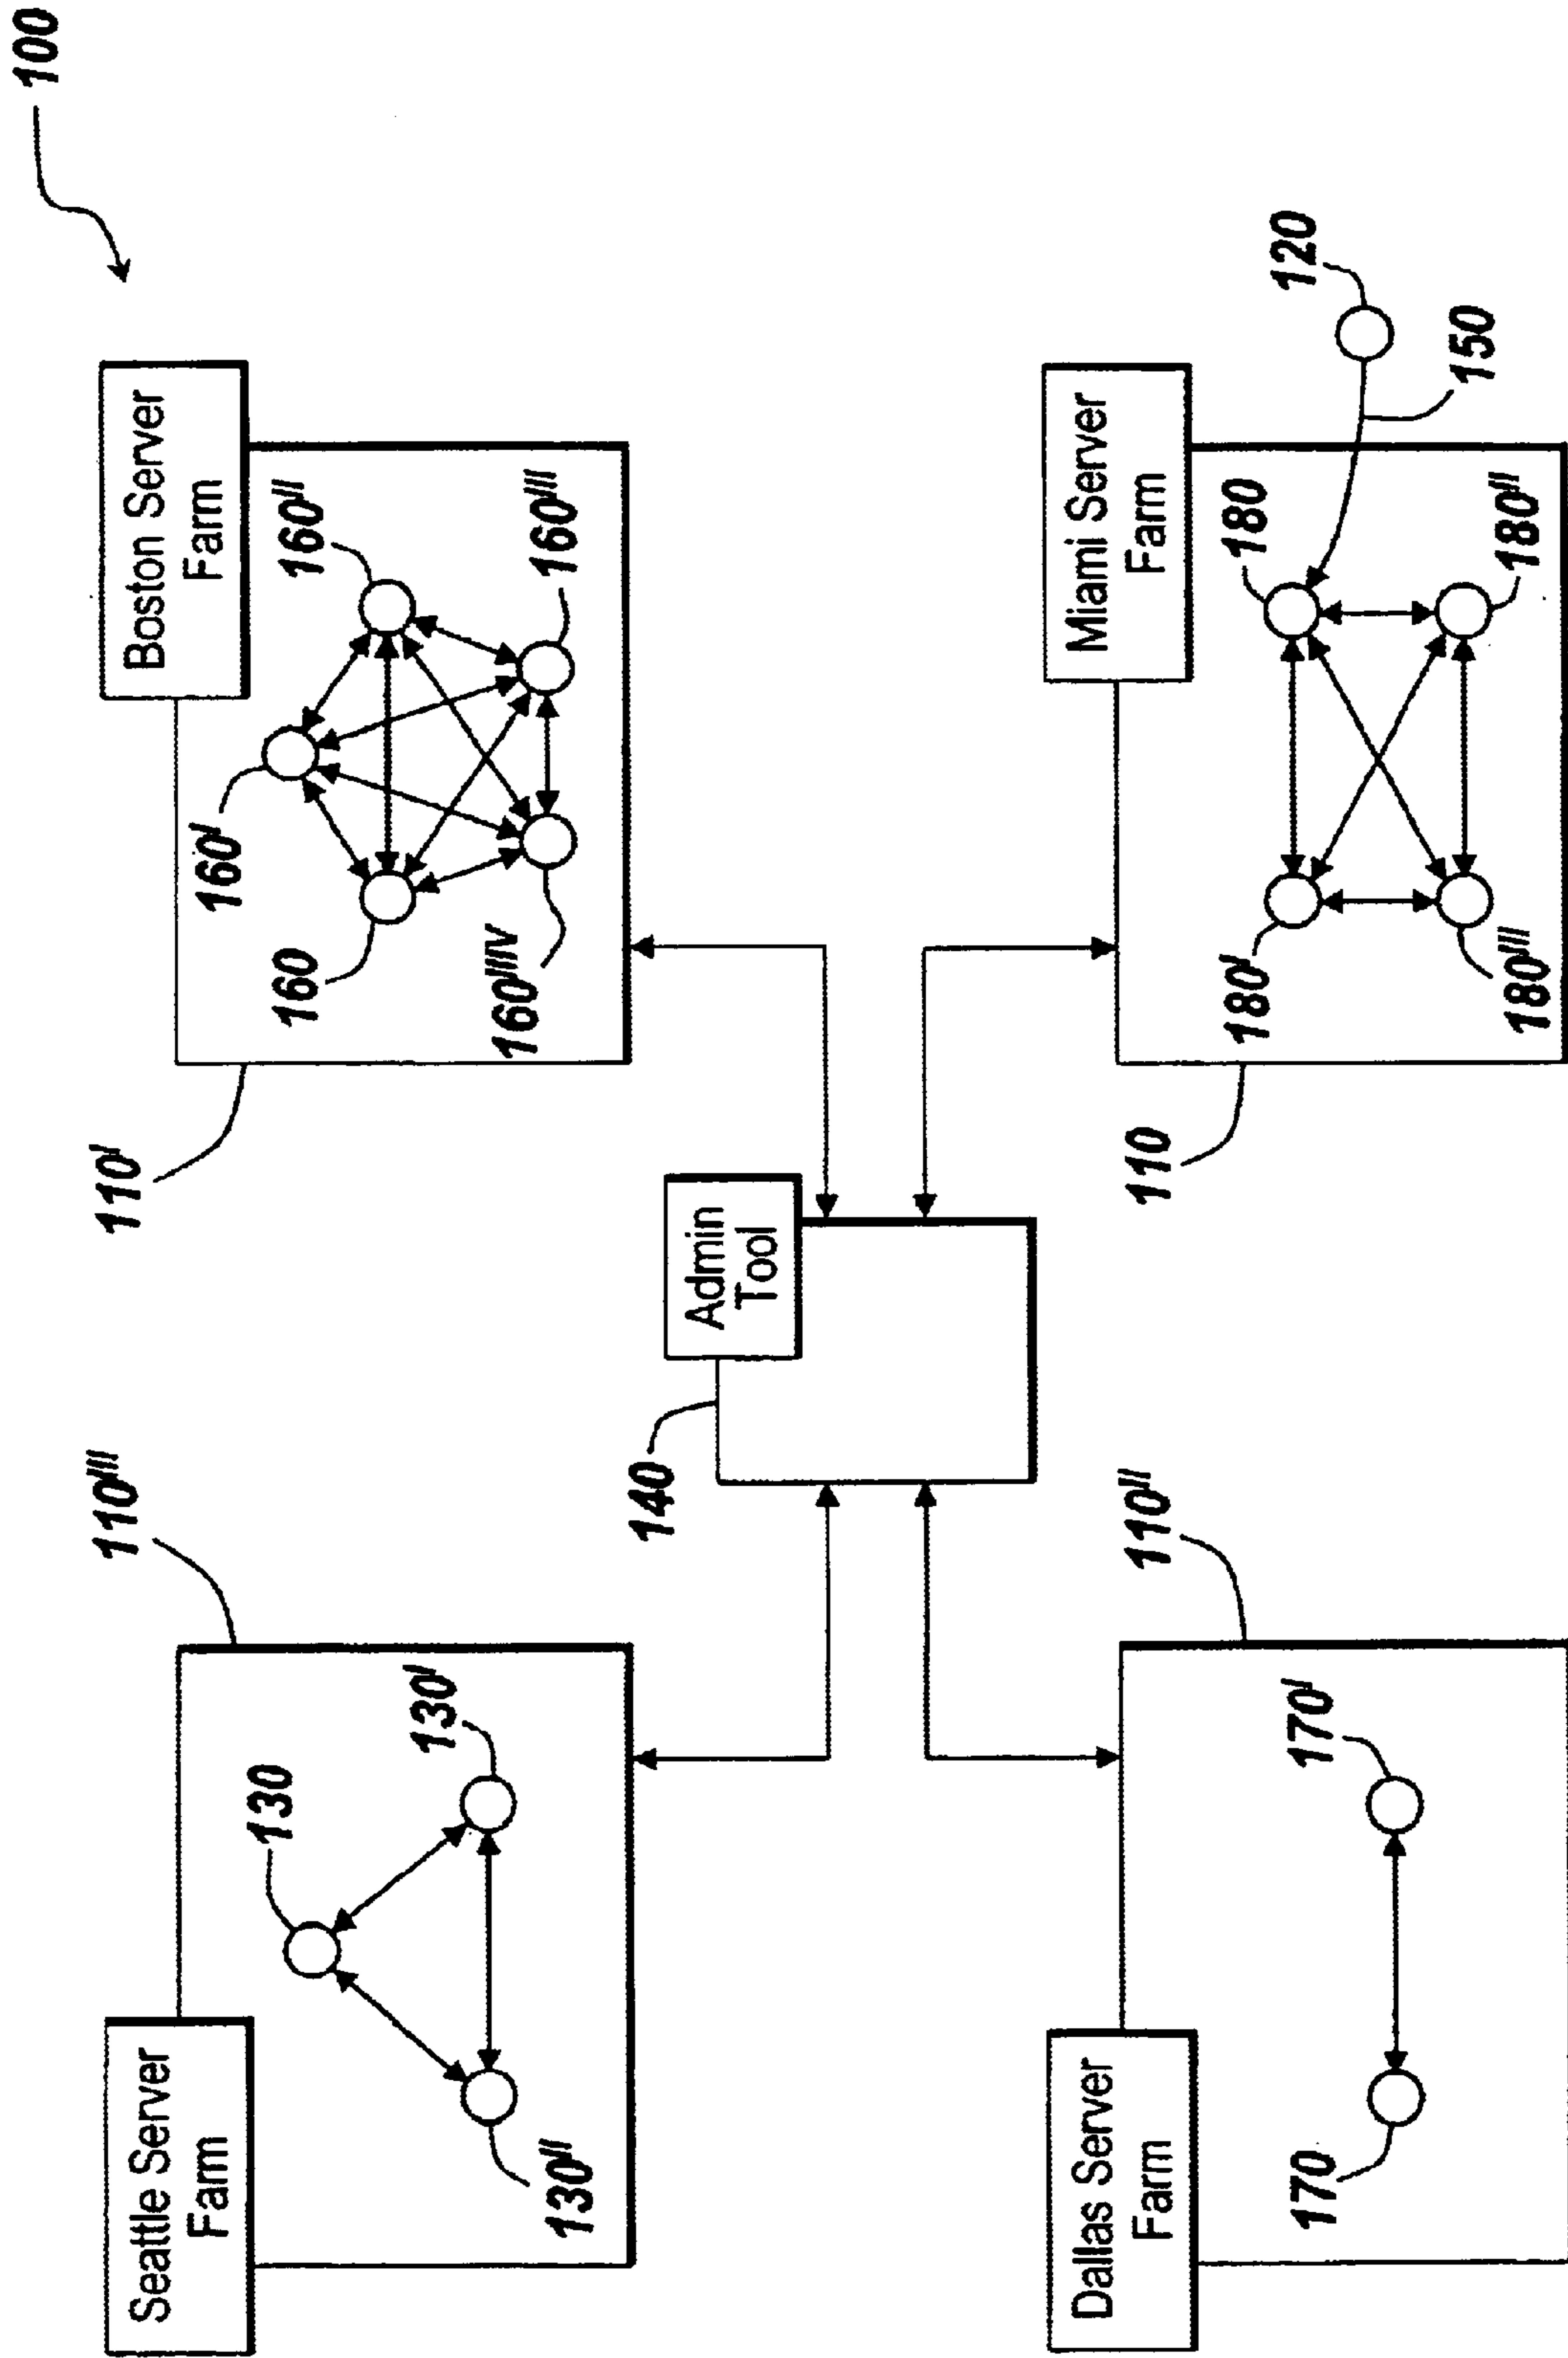 100
Seattle Server
Farm
110'''
130
130'
130''
Boston Server
Farm
110'
160'
160''
160
160'''
160''''V
Admin
Tool
140
Dallas Server
Farm
110''
170
170'
Miami Server
Farm
110
180'
180
180'''
180''
120
150